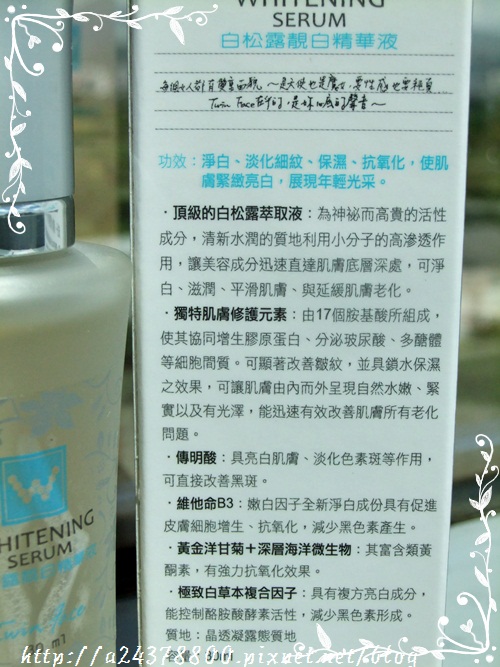 WHITENING
SERUM
白松露靚白精華液
功效：淨白、淡化細紋、保濕、抗氧化，使肌
膚緊緻亮白，展現年輕光采。
·頂級的白松露萃取液：為神祕而高貴的活性
成分，清新水潤的質地利用小分子的高滲透作
用，讓美容成分迅速直達肌膚底層深處，可淨
白、滋潤、平滑肌膚、與延緩肌膚老化。
·獨特肌膚修護元素：由17個胺基酸所組成，
使其協同增生膠原蛋白、分泌玻尿酸、多醣體
等細胞間質。可顯著改善皺紋，並具鎖水保濕
之效果，可讓肌膚由內而外呈現自然水嫩、緊
實以及有光澤，能迅速有效改善肌膚所有老化
問題。
·傳明酸：具亮白肌膚、淡化色素斑等作用，
可直接改善黑斑。
·維他命B3：嫩白因子全新淨白成份具有促進
皮膚細胞增生、抗氧化，減少黑色素產生。
·黃金洋甘菊＋深層海洋微生物：其富含類黃
酮素，有強力抗氧化效果。
·極致白草本複合因子：具有複方亮白成分，
能控制酪胺酸酵素活性，減少黑色素形成。
質地：晶透凝露態質地
W
WHITENING
SERUM
http://a24378800.pixnet.net/blog